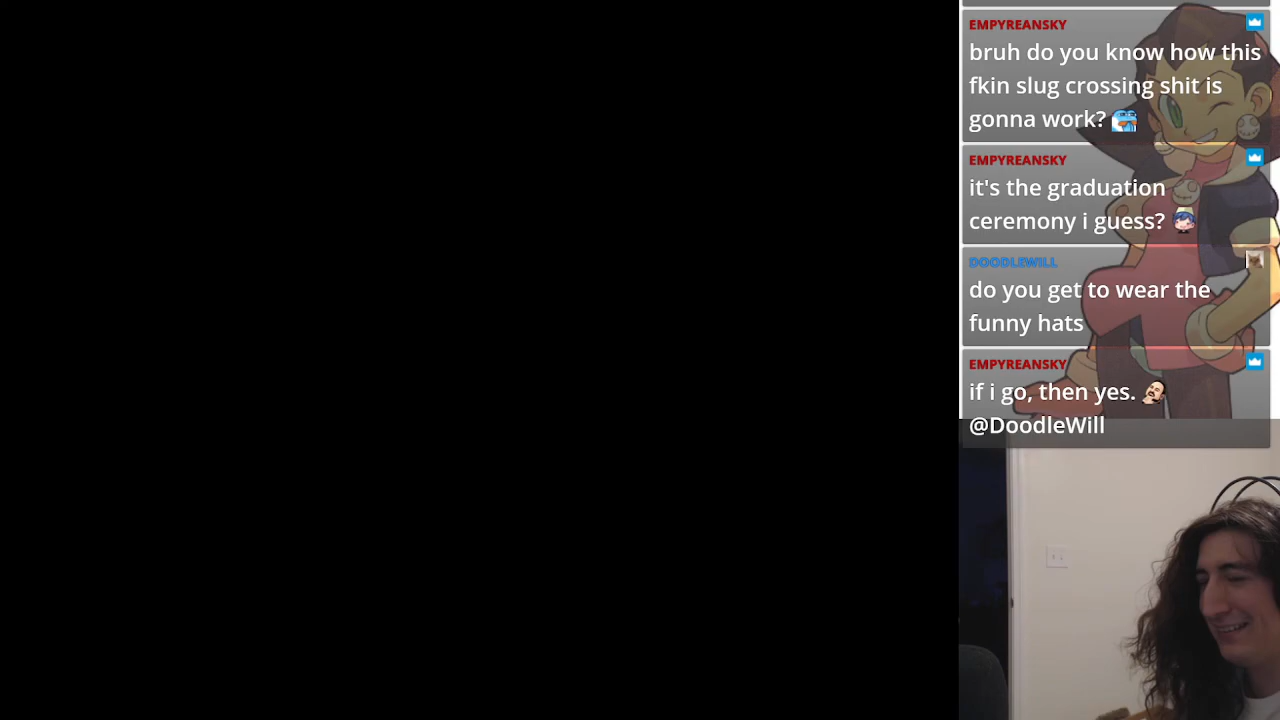 EMPYREANSKY
bruh do you know how this
fkin slug crossing shit is
gonna work?
EMPYREANSKY
it's the graduation
ceremony i guess?
DOODLEWILL
do you get to wear the
funny hats
EMPYREANSKY
if i go, then yes.
@DoodleWill